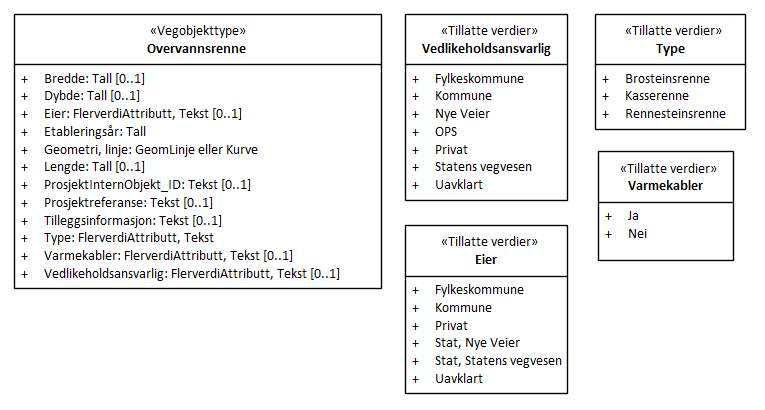 «Vegobjekttype»
Overvannsrenne
+ Bredde: Tall [0..1]
+ Dybde: Tall [0..1]
+ Eier: FlerverdiAttributt, Tekst [0..1]
+ Etableringsår: Tall
+ Geometri, linje: GeomLinje eller Kurve
+ Lengde: Tall [0..1]
+ ProsjektInternObjekt_ID: Tekst [0..1]
+ Prosjektreferanse: Tekst [0..1]
+ Tilleggsinformasjon: Tekst [0..1]
+ Type: FlerverdiAttributt, Tekst
+ Varmekabler: FlerverdiAttributt, Tekst [0..1]
+ Vedlikeholdsansvarlig: FlerverdiAttributt, Tekst [0..1]
«Tillatte verdier»
Vedlikeholdsansvarlig
+ Fylkeskommune
+ Kommune
+ Nye Veier
+ OPS
+ Privat
+ Statens vegvesen
+ Uavklart
«Tillatte verdier»
Type
+ Brosteinsrenne
+ Kasserenne
+ Rennesteinsrenne
«Tillatte verdier»
Varmekabler
+ Ja
+ Nei
«Tillatte verdier»
Eier
+ Fylkeskommune
+ Kommune
+ Privat
+ Stat, Nye Veier
+ Stat, Statens vegvesen
+ Uavklart